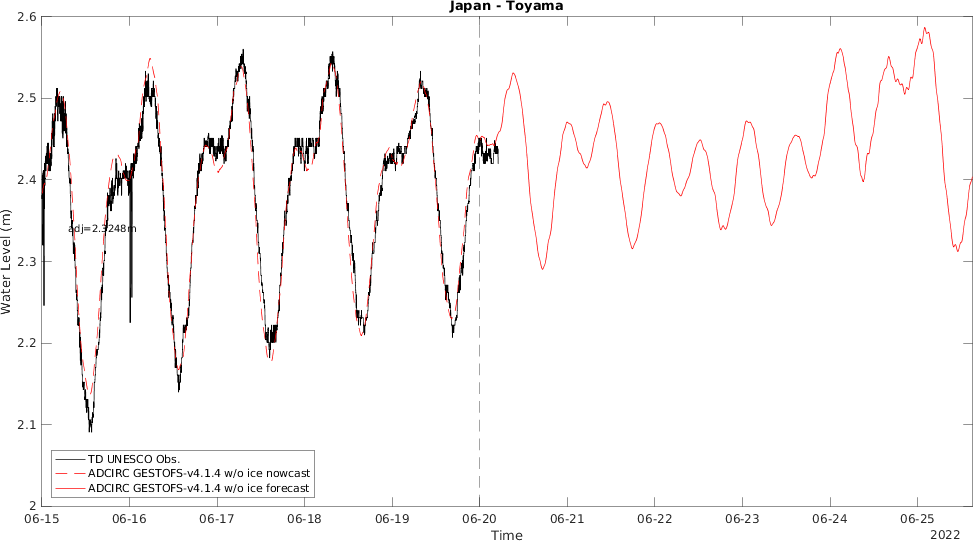 Japan - Toyama
2.6
2.5
2.4
2.3
2.2
2.1
2
Water Level (m)
adj=2.3248m
TD UNESCO Obs.
ADCIRC GESTOFS-v4.1.4 w/o ice nowcast
ADCIRC GESTOFS-v4.1.4 w/o ice forecast
06-15 06-16 06-17 06-18 06-19 06-20 06-21 06-22 06-23 06-24 06-25
Time
2022